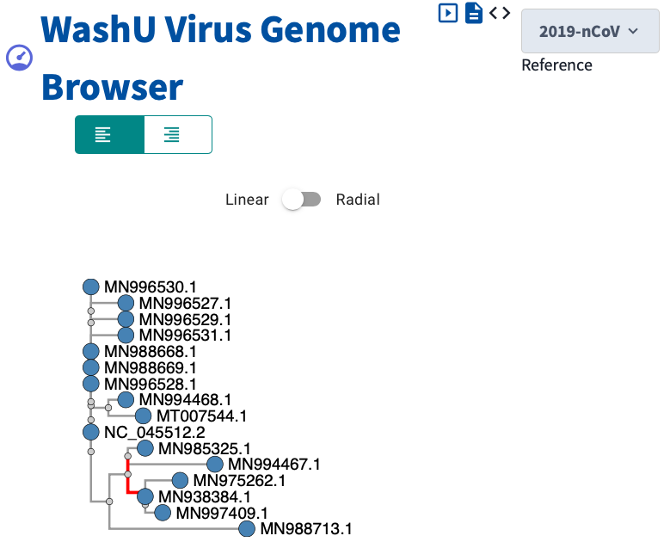 WashU Virus Genome
Browser
2019-nCoV
Reference
Linear Radial
MN996530.1
MN996527.1
MN996529.1
MN996531.1
MN988668.1
MN988669.1
MN996528.1
MN994468.1
MT007544.1
NC_045512.2
MN985325.1
MN994467.1
MN975262.1
MN938384.1
MN997409.1
MN988713.1